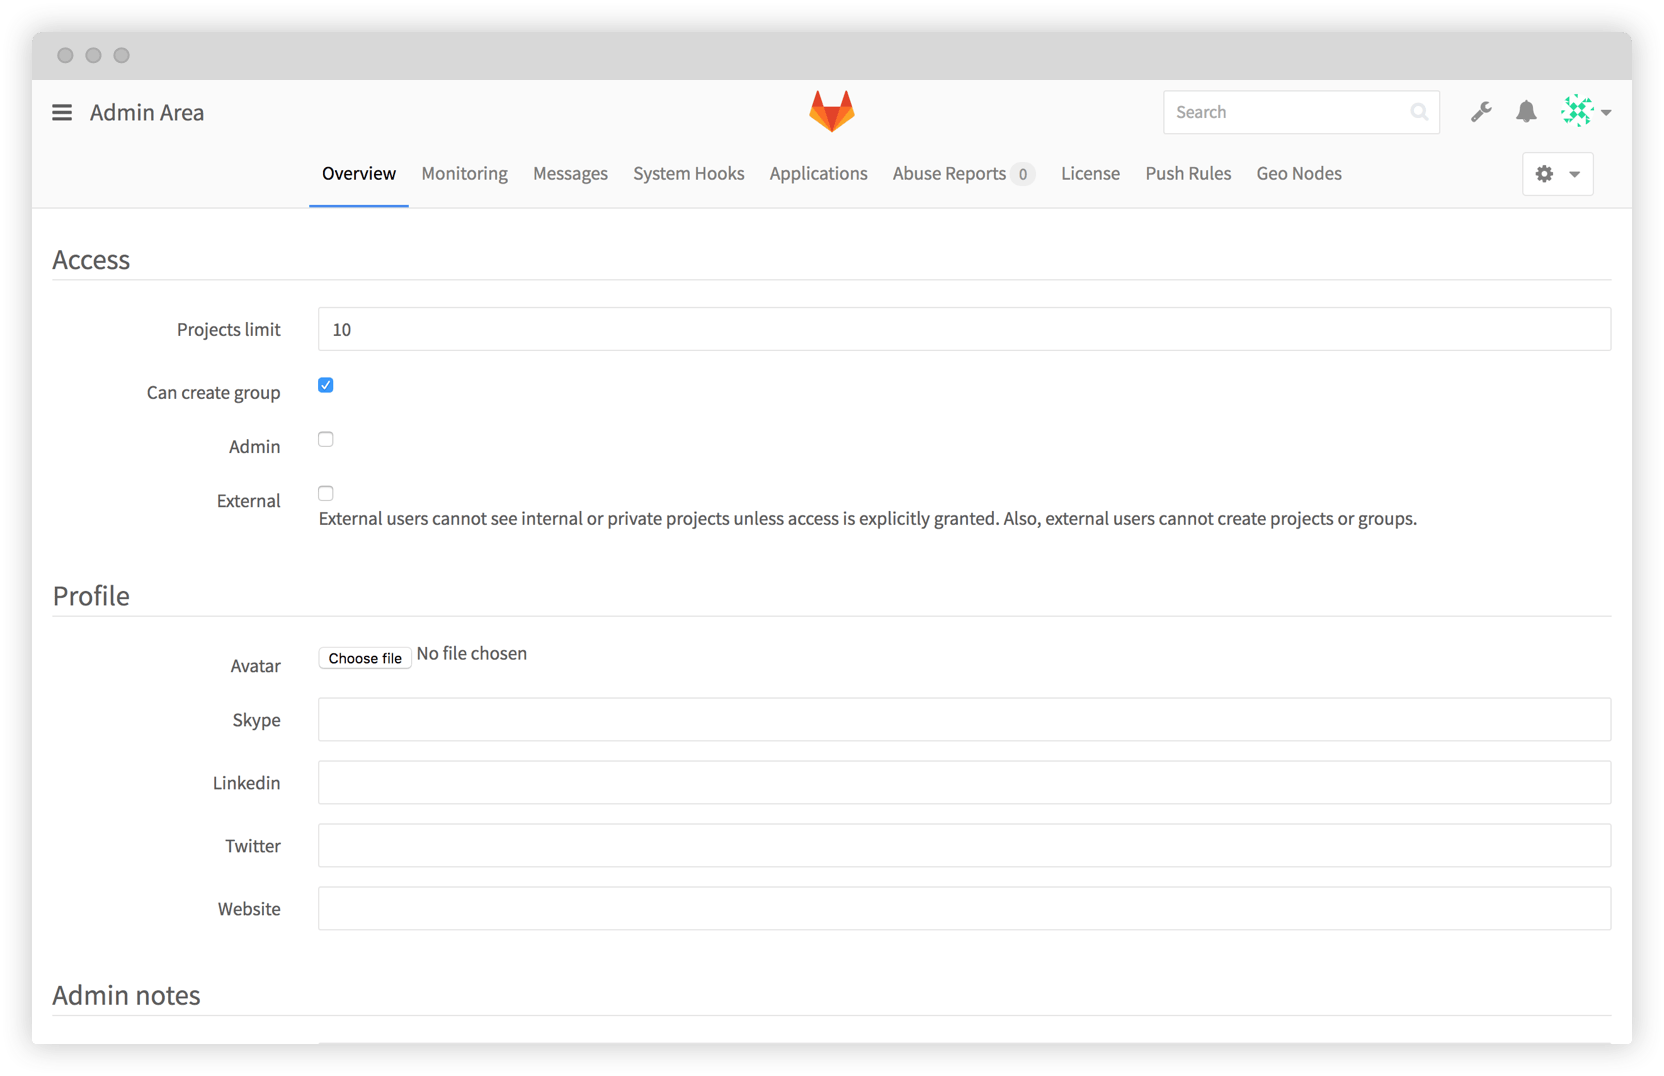 Admin Area
Search
Overview Monitoring Messages System Hooks Applications Abuse Reports 0 License Push Rules Geo Nodes
Access
Projects limit 10
Can create group
Admin
External
External users cannot see internal or private projects unless access is explicitly granted. Also, external users cannot create projects or groups.
Profile
Avatar Choose file No file chosen
Skype
Linkedin
Twitter
Website
Admin notes